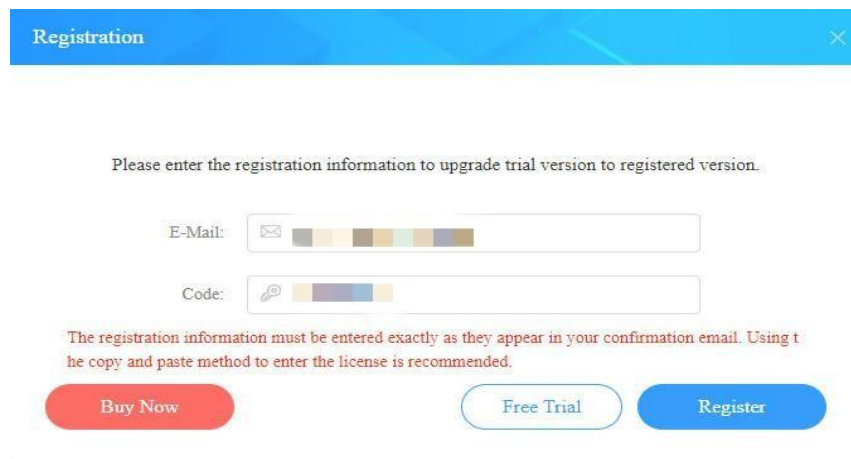 Registration
Please enter the registration information to upgrade trial version to registered version.
E-Mail:
Code:
The registration information must be entered exactly as they appear in your confirmation email. Using t
he copy and paste method to enter the license is recommended.
Buy Now
Free Trial
Register